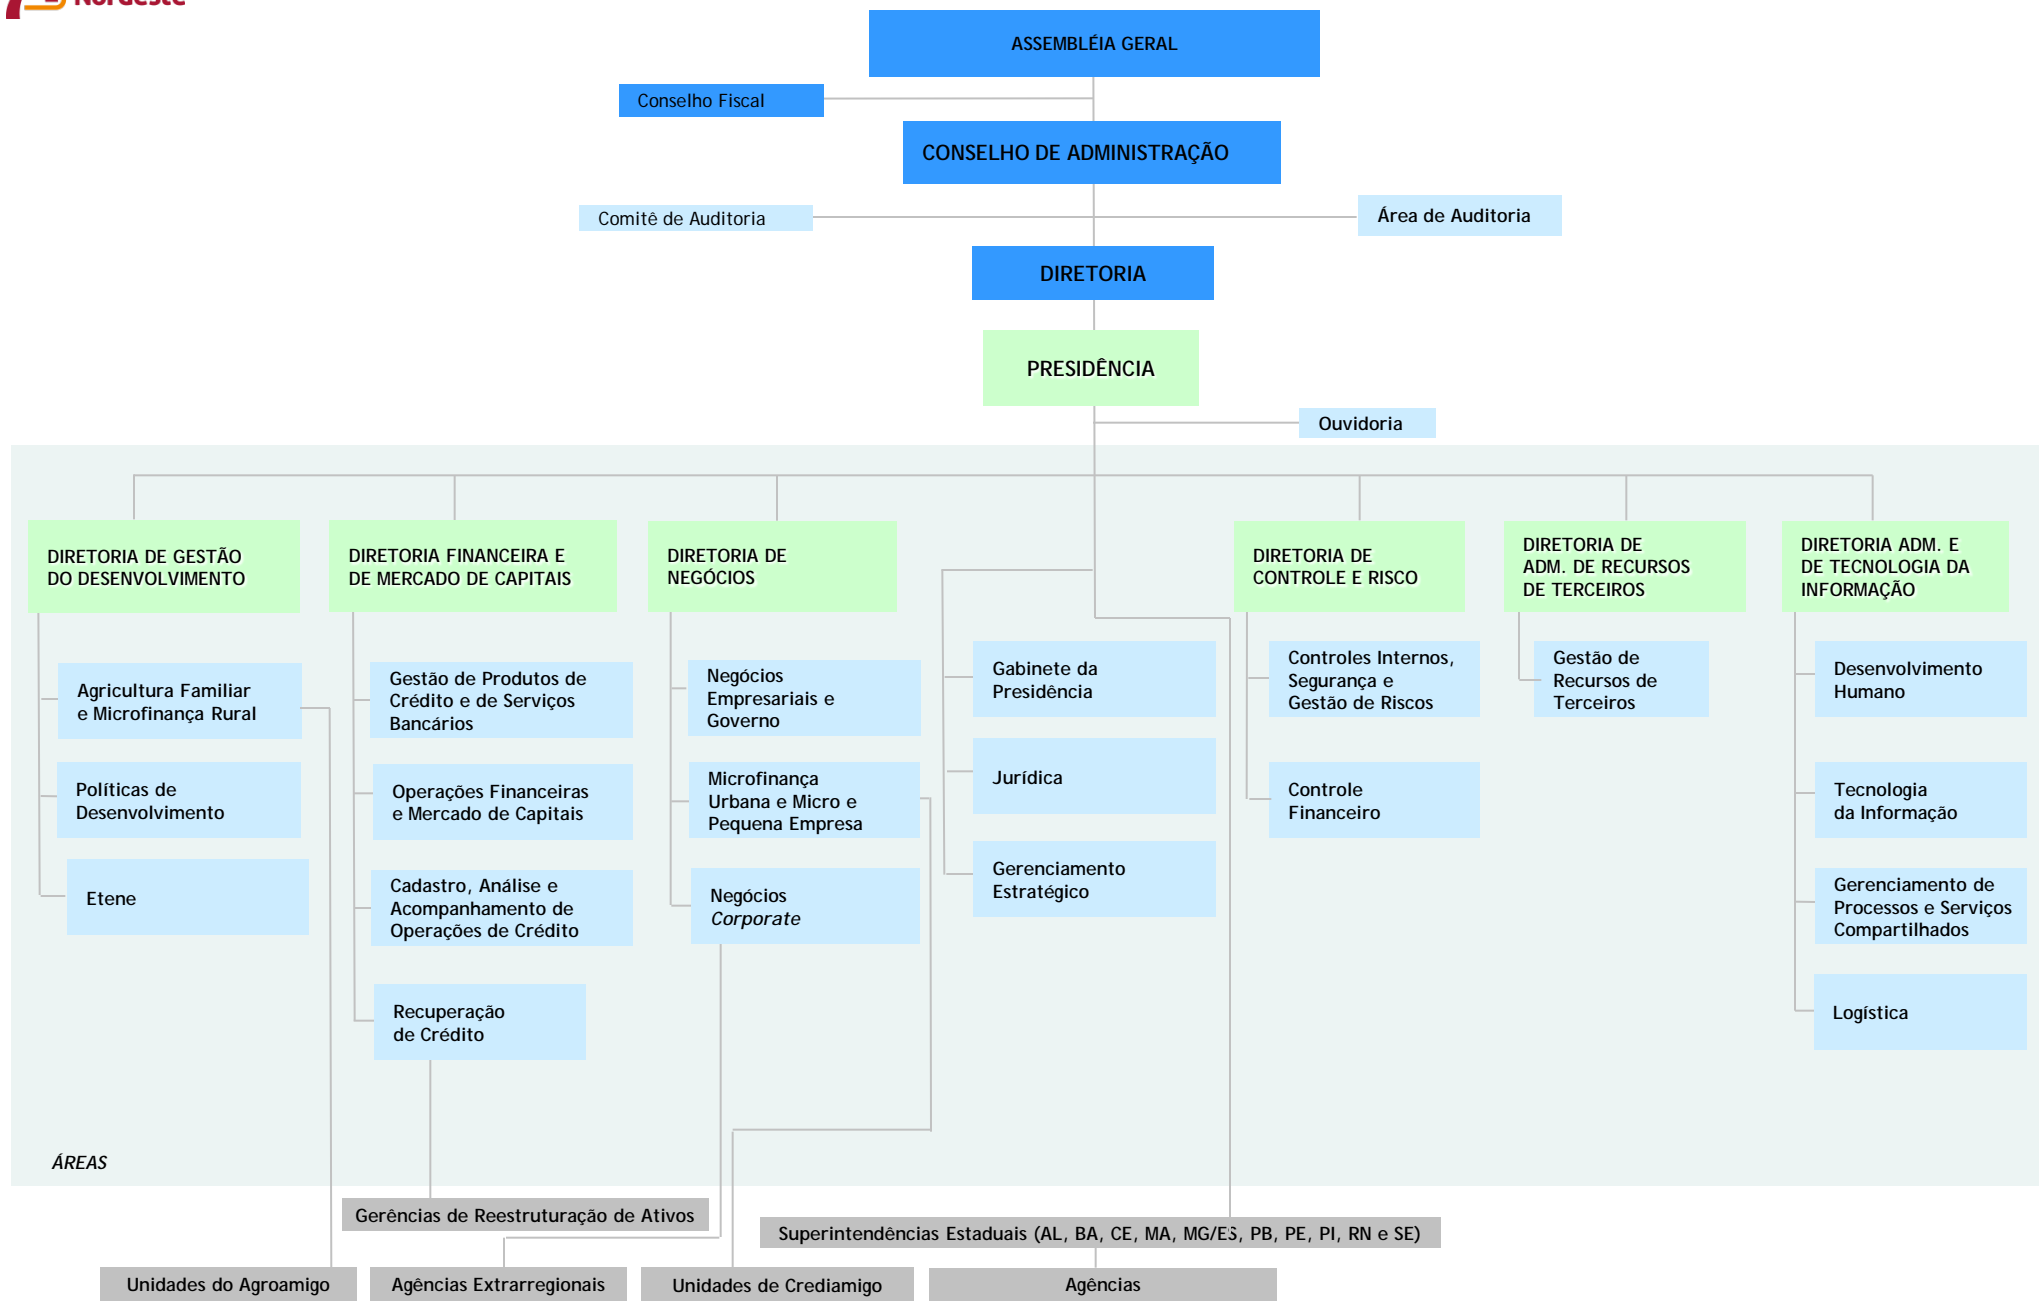 Nordeste
ASSEMBLÉIA GERAL
Conselho Fiscal
CONSELHO DE ADMINISTRAÇÃO
Comitê de Auditoria
Área de Auditoria
DIRETORIA
PRESIDÊNCIA
Ouvidoria
DIRETORIA DE GESTÃO
DO DESENVOLVIMENTO
DIRETORIA FINANCEIRA E
DE MERCADO DE CAPITAIS
DIRETORIA DE
NEGÓCIOS
DIRETORIA DE
CONTROLE E RISCO
DIRETORIA DE
ADM. DE RECURSOS
DE TERCEIROS
DIRETORIA ADM. E
DE TECNOLOGIA DA
INFORMAÇÃO
Agricultura Familiar
e Microfinança Rural
Políticas de
Desenvolvimento
Etene
Gestão de Produtos de
Crédito e de Serviços
Bancários
Operações Financeiras
e Mercado de Capitais
Cadastro, Análise e
Acompanhamento de
Operações de Crédito
Recuperação
de Crédito
Negócios
Empresariais e
Governo
Microfinança
Urbana e Micro e
Pequena Empresa
Negócios
Corporate
Gabinete da
Presidência
Jurídica
Gerenciamento
Estratégico
Controles Internos,
Segurança e
Gestão de Riscos
Controle
Financeiro
Gestão de
Recursos de
Terceiros
Desenvolvimento
Humano
Tecnologia
da Informação
Gerenciamento de
Processos e Serviços
Compartilhados
Logística
ÁREAS
Gerências de Reestruturação de Ativos
Superintendências Estaduais (AL, BA, CE, MA, MG/ES, PB, PE, PI, RN e SE)
Unidades do Agroamigo
Agências Extrarregionais
Unidades de Crediamigo
Agências